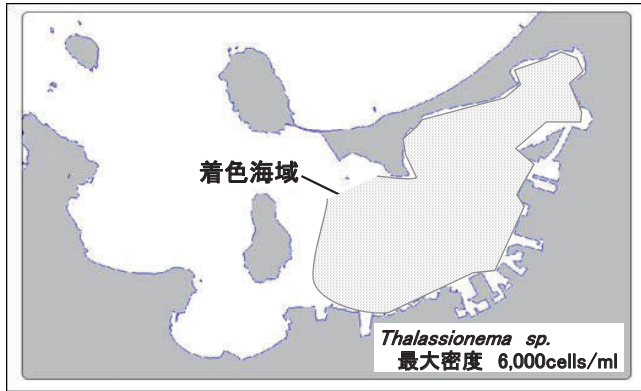 着色海域
Thalassionema sp.
最大密度 6,000cells/ml